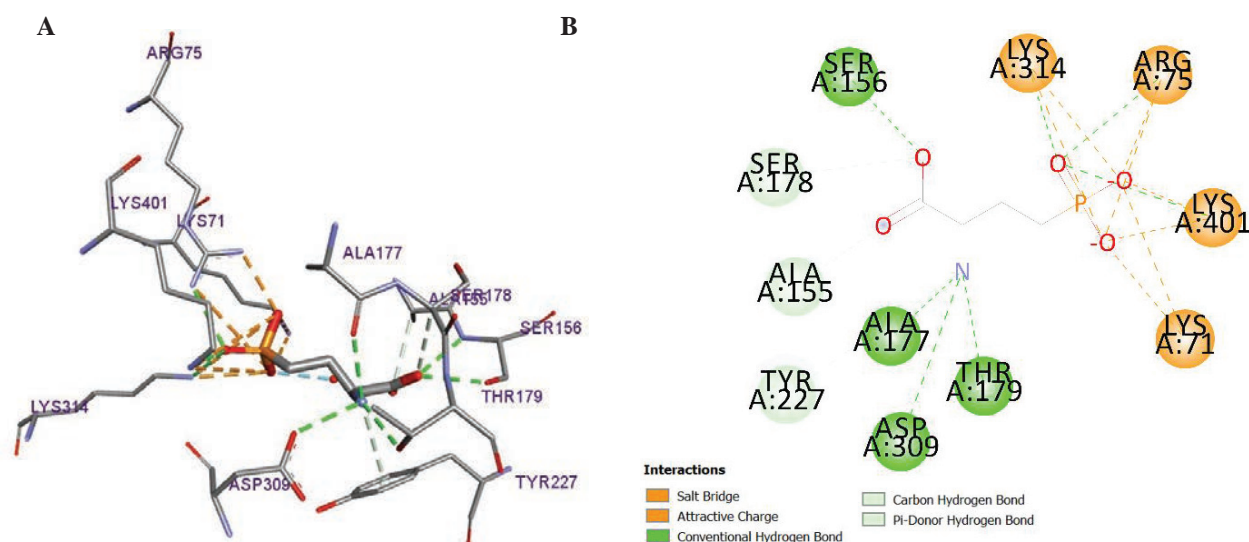 A
ARG75
LYS401
LYS71
ALA177
ALA155
SER178
SER156
THR179
LYS314
ASP309
TYR227
B
SER
A:156
LYS
A:314
ARG
A:75
SER
A:178
O
O
-O
P
O
-O
LYS
A:401
ALA
A:155
N
ALA
A:177
LYS
A:71
TYR
A:227
THR
A:179
ASP
A:309
Interactions
Salt Bridge
Attractive Charge
Conventional Hydrogen Bond
Carbon Hydrogen Bond
Pi-Donor Hydrogen Bond